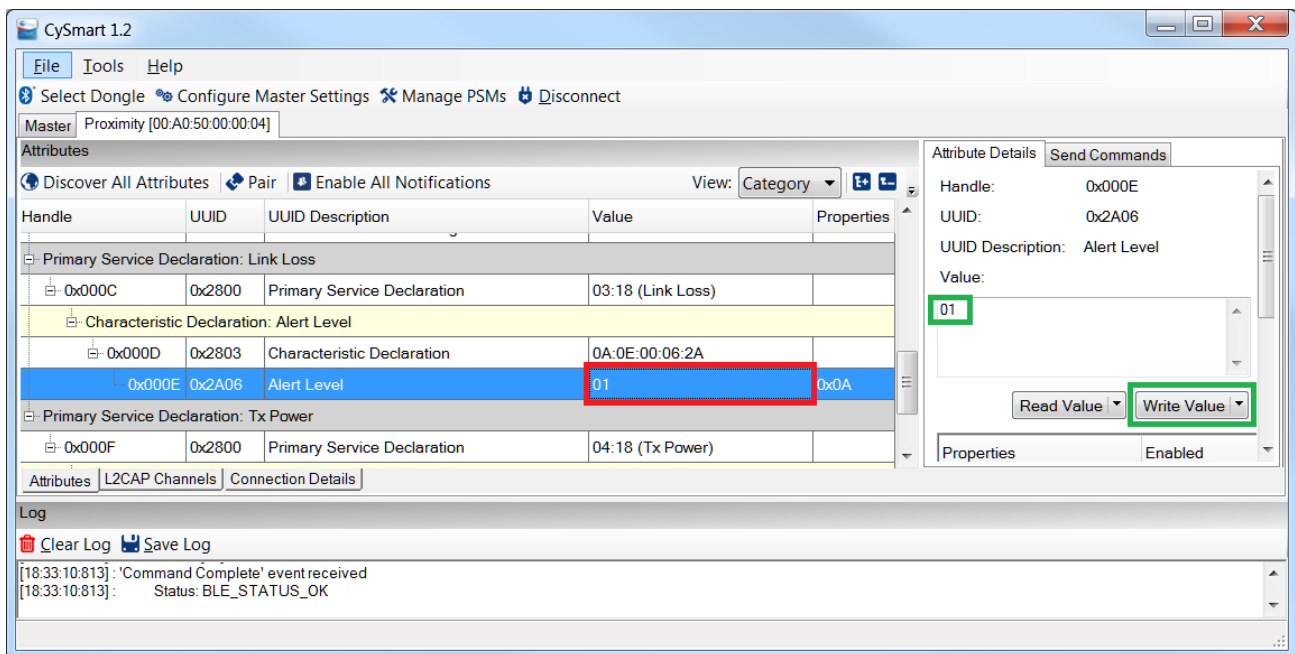 CySmart 1.2
File Tools Help
Select Dongle Configure Master Settings Manage PSMs Disconnect
Master Proximity [00:A0:50:00:00:04]
Attributes
Discover All Attributes Pair Enable All Notifications View: Category
Handle UUID UUID Description Value Properties
Primary Service Declaration: Link Loss
0x000C 0x2800 Primary Service Declaration 03:18 (Link Loss)
Characteristic Declaration: Alert Level
0x000D 0x2803 Characteristic Declaration 0A:0E:00:06:2A
0x000E 0x2A06 Alert Level 01 0x0A
Primary Service Declaration: Tx Power
0x000F 0x2800 Primary Service Declaration 04:18 (Tx Power)
Attributes L2CAP Channels Connection Details
Attribute Details Send Commands
Handle: 0x000E
UUID: 0x2A06
UUID Description: Alert Level
Value:
01
Read Value Write Value
Properties Enabled
Log
Clear Log Save Log
[18:33:10:813] : 'Command Complete' event received
[18:33:10:813] : Status: BLE_STATUS_OK